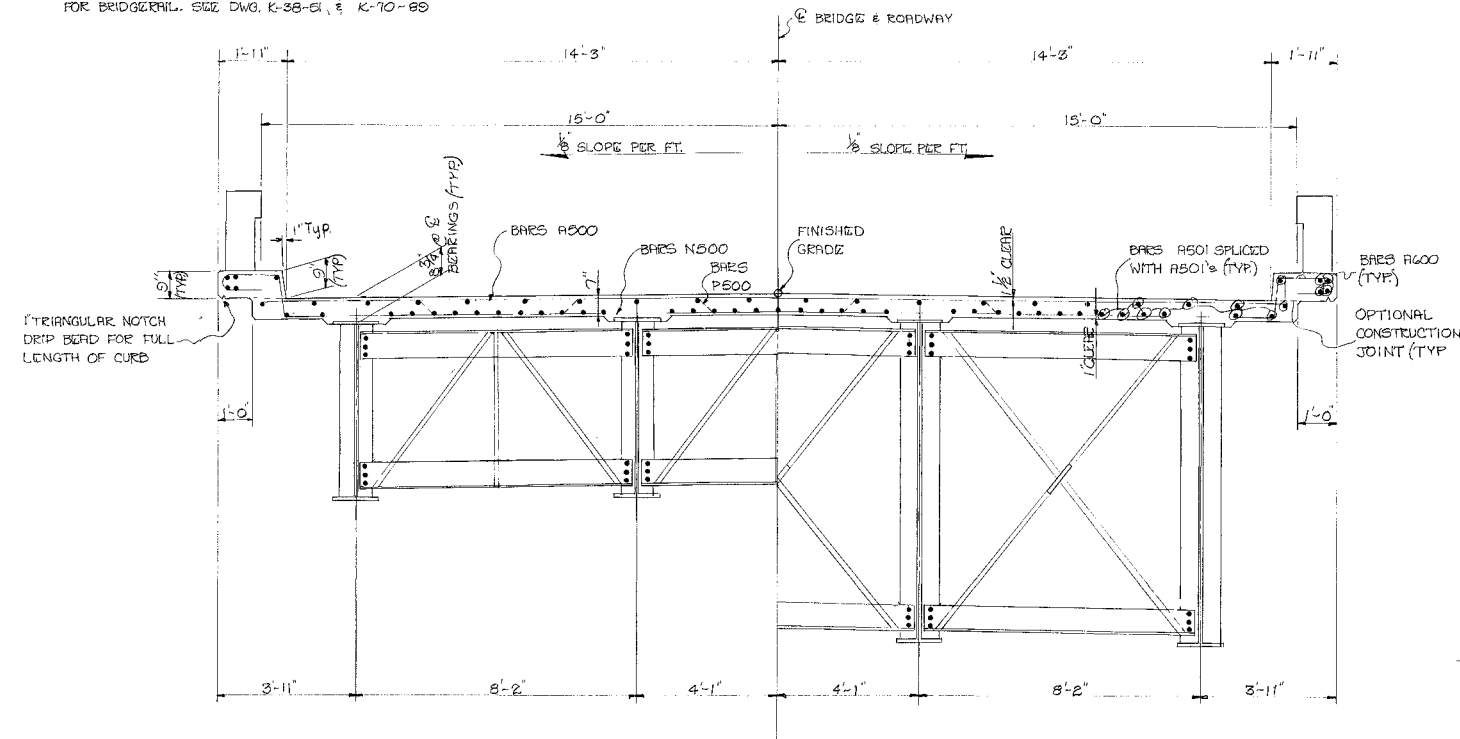 FOR BRIDGERAIL. SEE DWG. K-38-61, & K-70-89
℄ BRIDGE & ROADWAY
1'-11"
14'-3"
14'-3"
1'-11"
15'-0"
15'-0"
1/8" SLOPE PER FT.
1/8" SLOPE PER FT.
1" TYP.
9" (TYP)
9" (TYP)
@ ℄ BEARINGS (TYP.)
BARS A500
BARS N500
7"
BARS
P500
FINISHED
GRADE
1½" CLEAR
1" CLEAR
BARS A501 SPLICED
WITH A501's (TYP.)
BARS A600
(TYP.)
1" TRIANGULAR NOTCH
DRIP BEAD FOR FULL
LENGTH OF CURB
OPTIONAL
CONSTRUCTION
JOINT (TYP
1'-0"
1'-0"
3'-11"
8'-2"
4'-1"
4'-1"
8'-2"
3'-11"